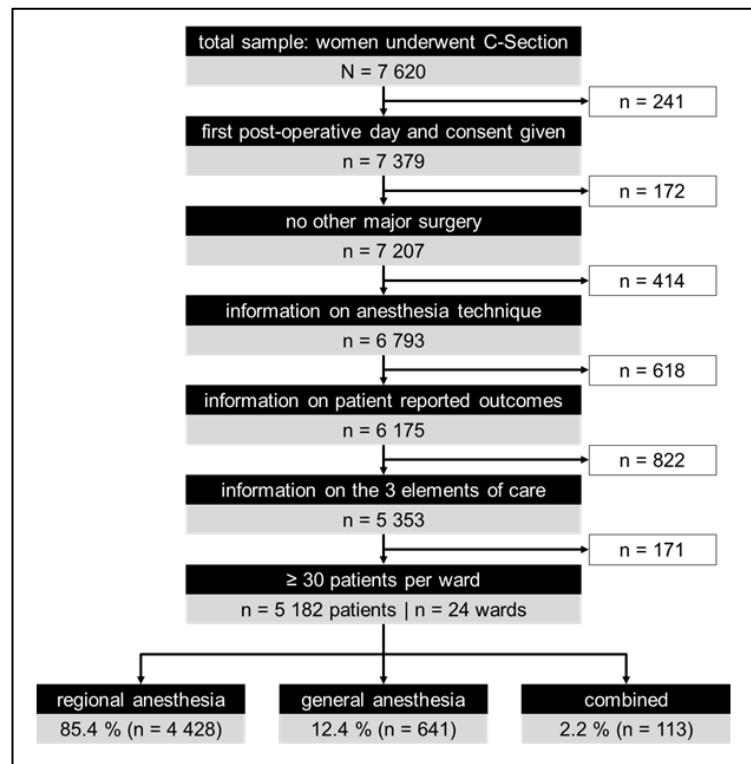 total sample: women underwent C-Section
N = 7 620
n = 241
first post-operative day and consent given
n = 7 379
n = 172
no other major surgery
n = 7 207
n = 414
information on anesthesia technique
n = 6 793
n = 618
information on patient reported outcomes
n = 6 175
n = 822
information on the 3 elements of care
n = 5 353
n = 171
≥ 30 patients per ward
n = 5 182 patients | n = 24 wards
regional anesthesia
85.4 % (n = 4 428)
general anesthesia
12.4 % (n = 641)
combined
2.2 % (n = 113)